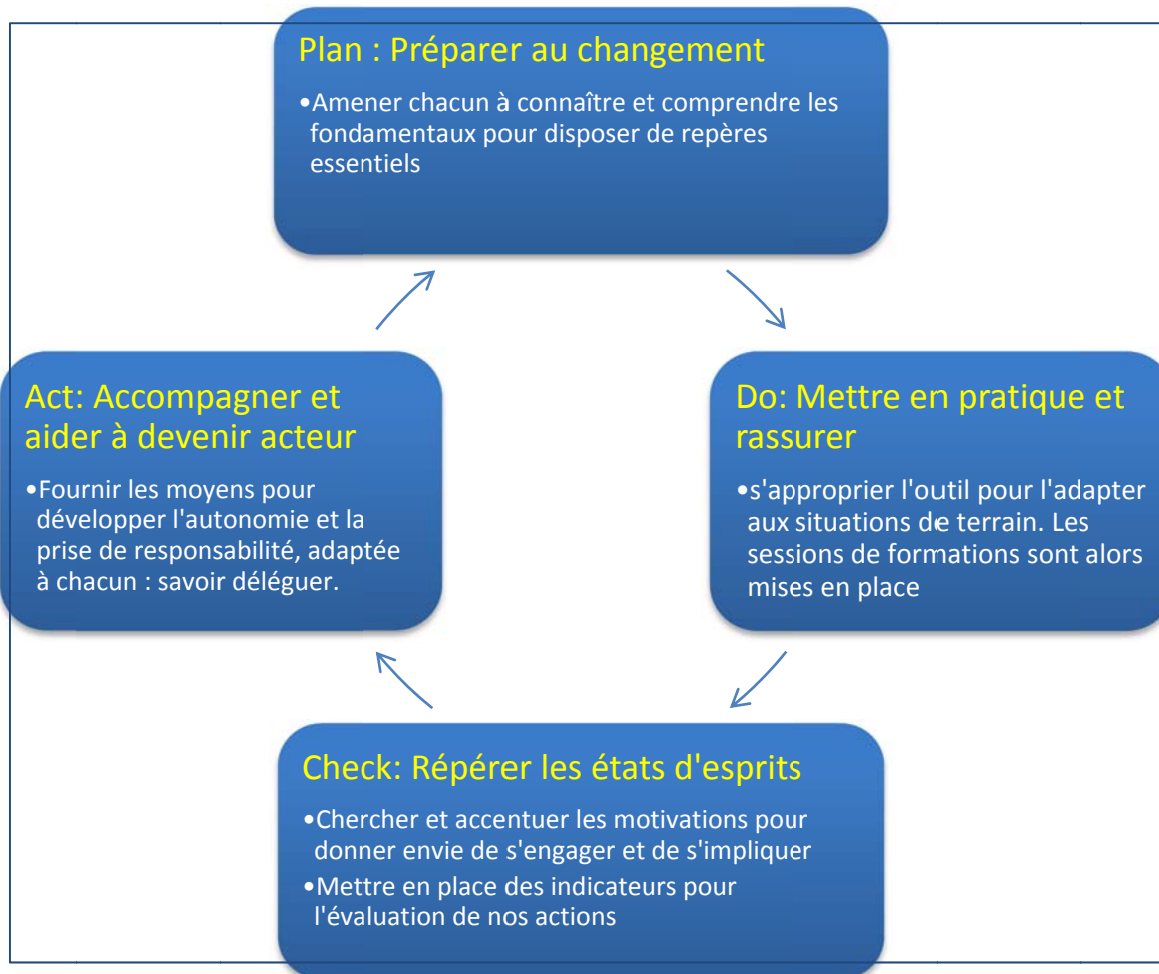 Plan : Préparer au changement
•Amener chacun à connaître et comprendre les
fondamentaux pour disposer de repères
essentiels
Act: Accompagner et
aider à devenir acteur
•Fournir les moyens pour
développer l'autonomie et la
prise de responsabilité, adaptée
à chacun : savoir déléguer.
Do: Mettre en pratique et
rassurer
•s'approprier l'outil pour l'adapter
aux situations de terrain. Les
sessions de formations sont alors
mises en place
Check: Répérer les états d'esprits
•Chercher et accentuer les motivations pour
donner envie de s'engager et de s'impliquer
•Mettre en place des indicateurs pour
l'évaluation de nos actions